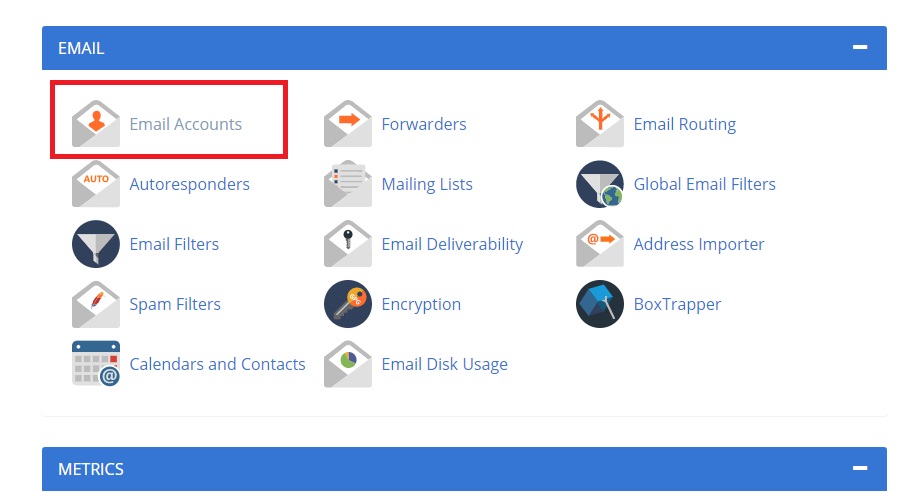 EMAIL
Email Accounts
Forwarders
Email Routing
AUTO
Autoresponders
Mailing Lists
Global Email Filters
Email Filters
Email Deliverability
@
Address Importer
Spam Filters
Encryption
BoxTrapper
@
Calendars and Contacts
Email Disk Usage
METRICS